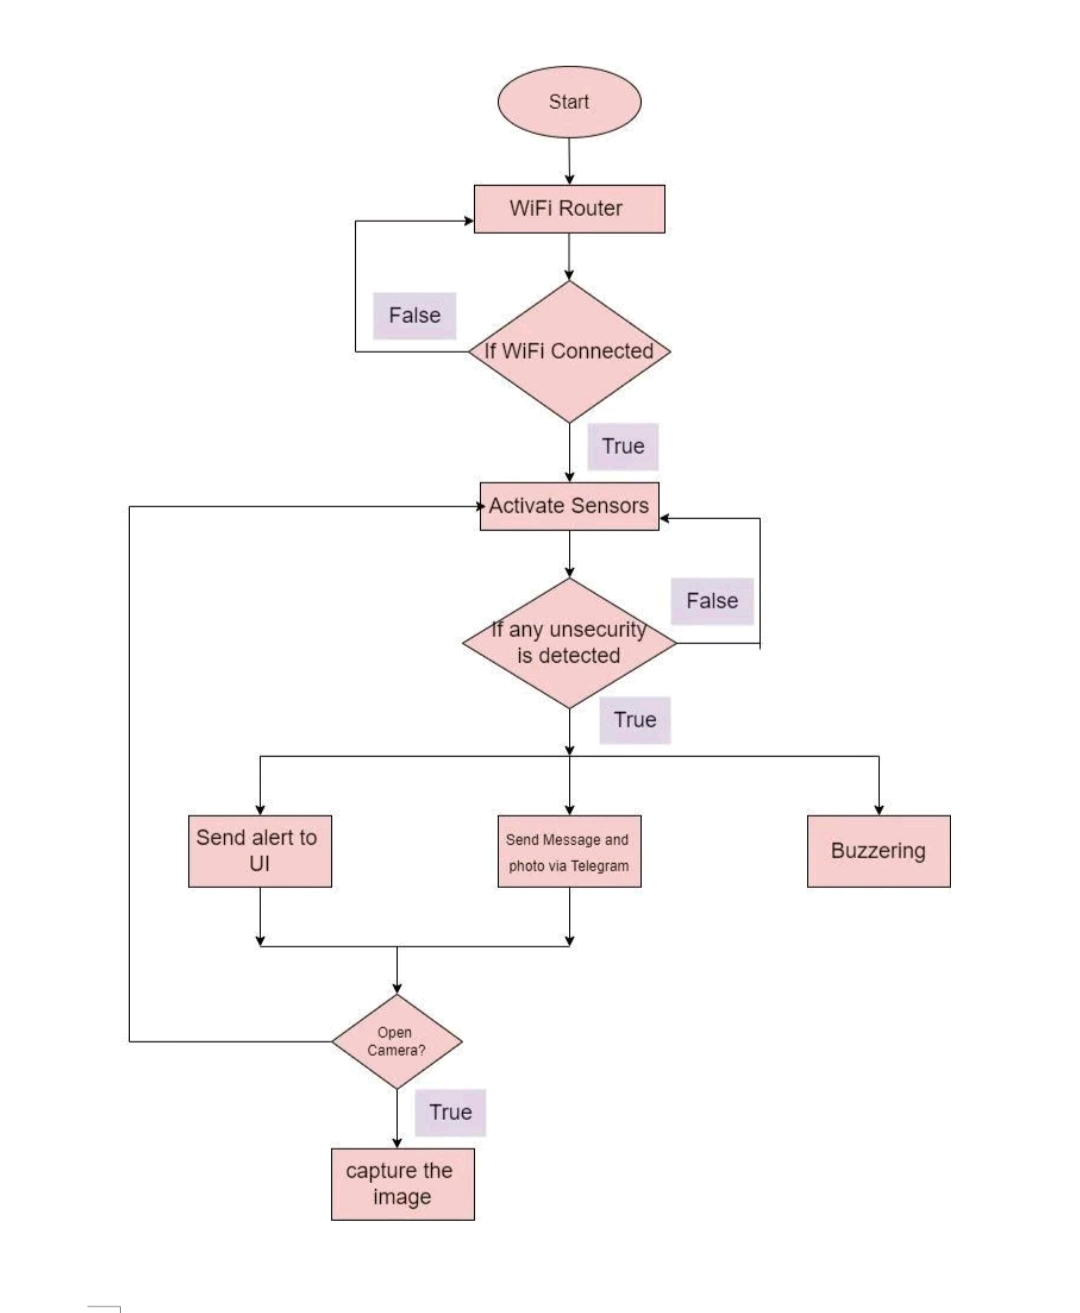 Start
WiFi Router
False
If WiFi Connected
True
Activate Sensors
False
If any unsecurity
is detected
True
Send alert to
UI
Send Message and
photo via Telegram
Buzzering
Open
Camera?
True
capture the
image